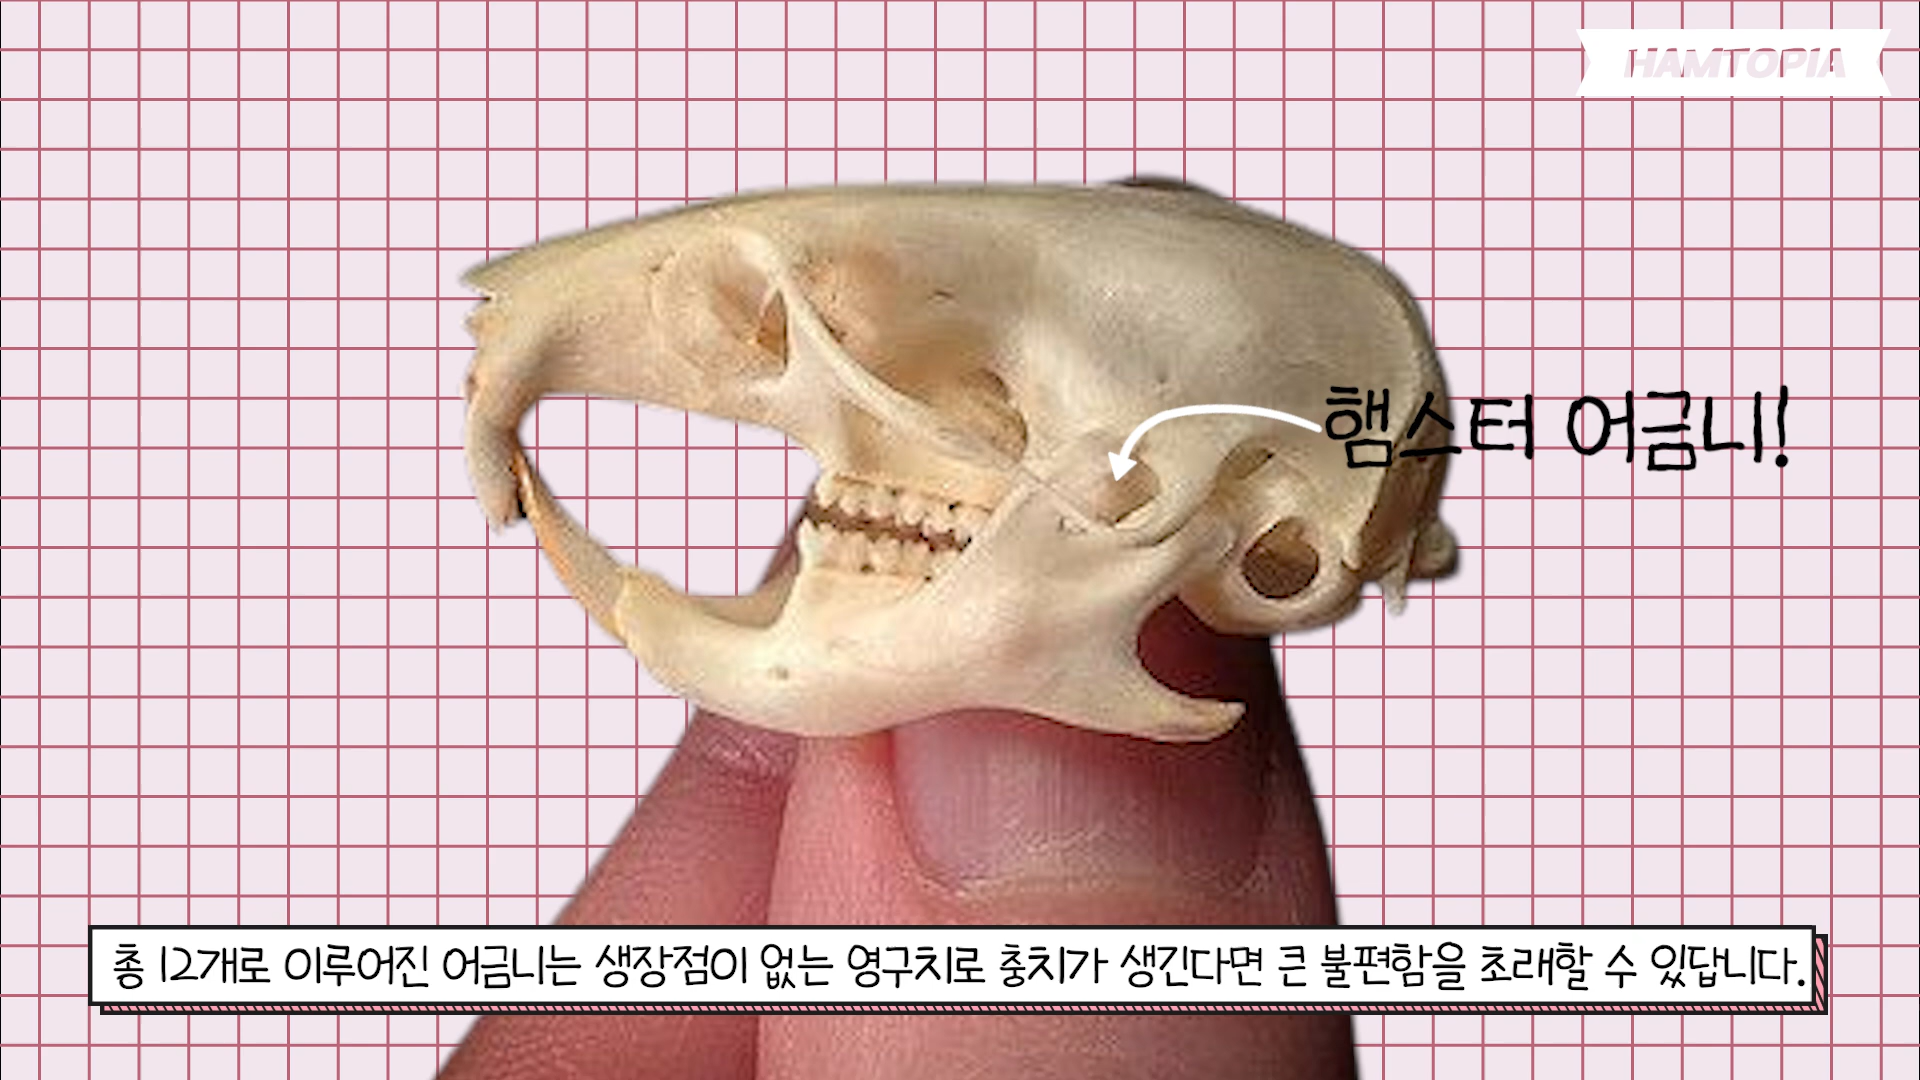 HAMTOPIA
햄스터 어금니!
총 12개로 이루어진 어금니는 생장점이 없는 영구치로 충치가 생긴다면 큰 불편함을 초래할 수 있답니다.